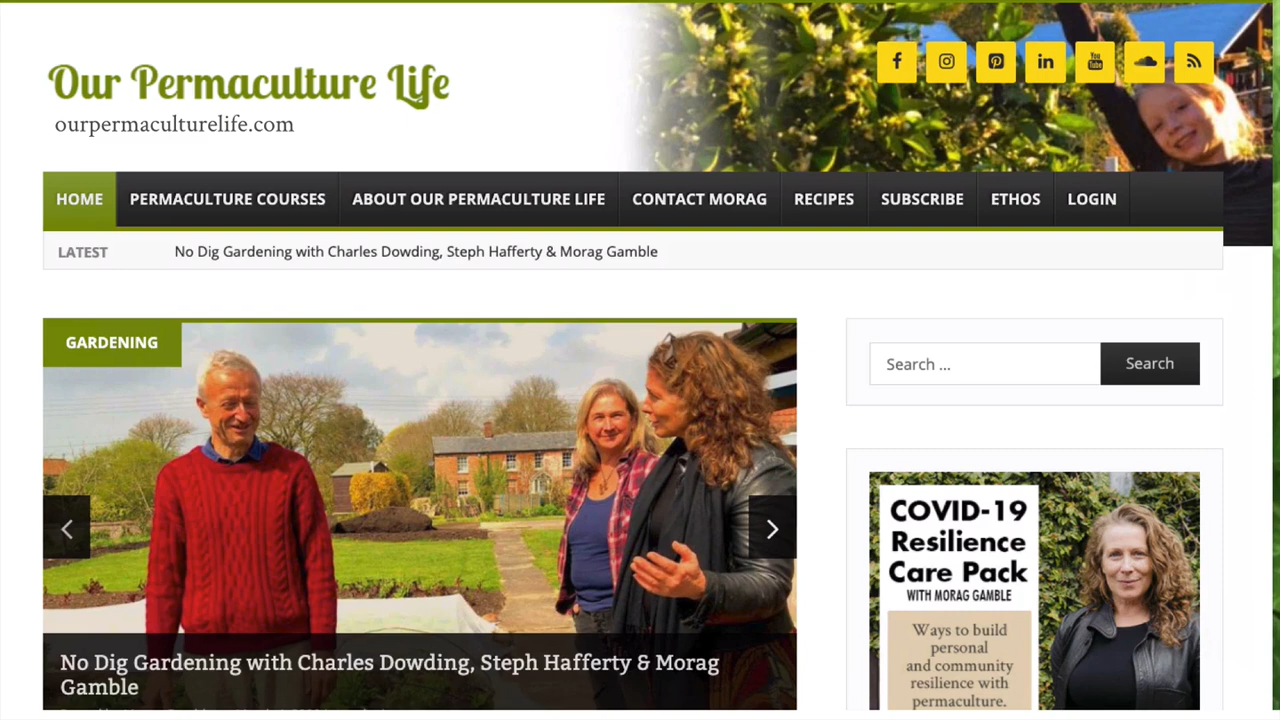 Our Permaculture Life
ourpermaculturelife.com
HOME PERMACULTURE COURSES ABOUT OUR PERMACULTURE LIFE CONTACT MORAG RECIPES SUBSCRIBE ETHOS LOGIN
LATEST No Dig Gardening with Charles Dowding, Steph Hafferty & Morag Gamble
GARDENING
No Dig Gardening with Charles Dowding, Steph Hafferty & Morag
Gamble
Search ...
Search
COVID-19
Resilience
Care Pack
WITH MORAG GAMBLE
Ways to build
personal
and community
resilience with
permaculture.